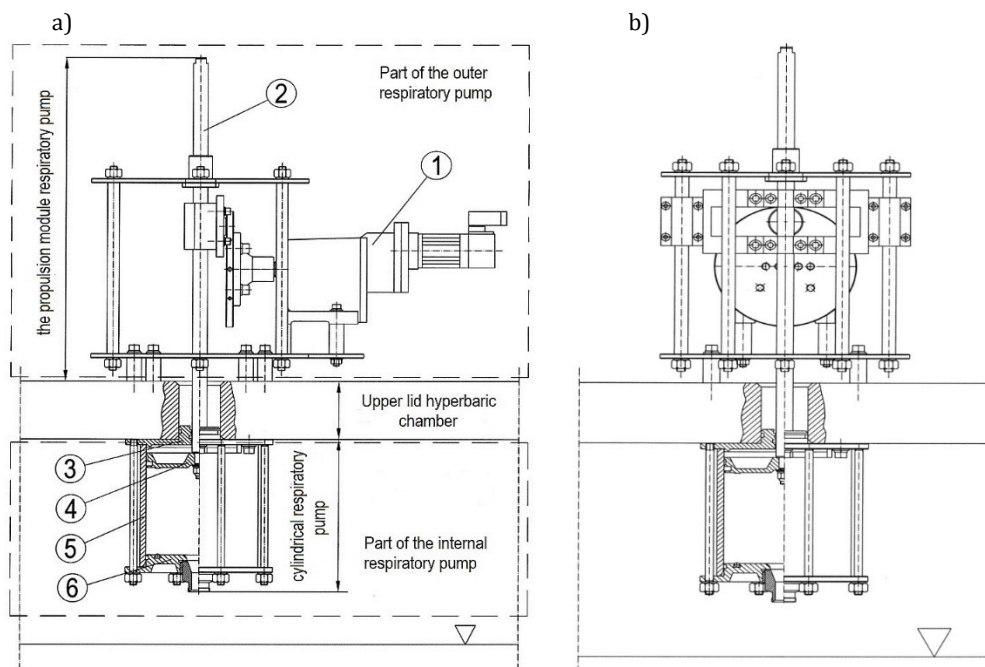 a)
b)
Part of the outer
respiratory pump
the propulsion module respiratory pump
2
1
Upper lid hyperbaric
chamber
3
4
5
6
cylindrical respiratory
pump
Part of the internal
respiratory pump